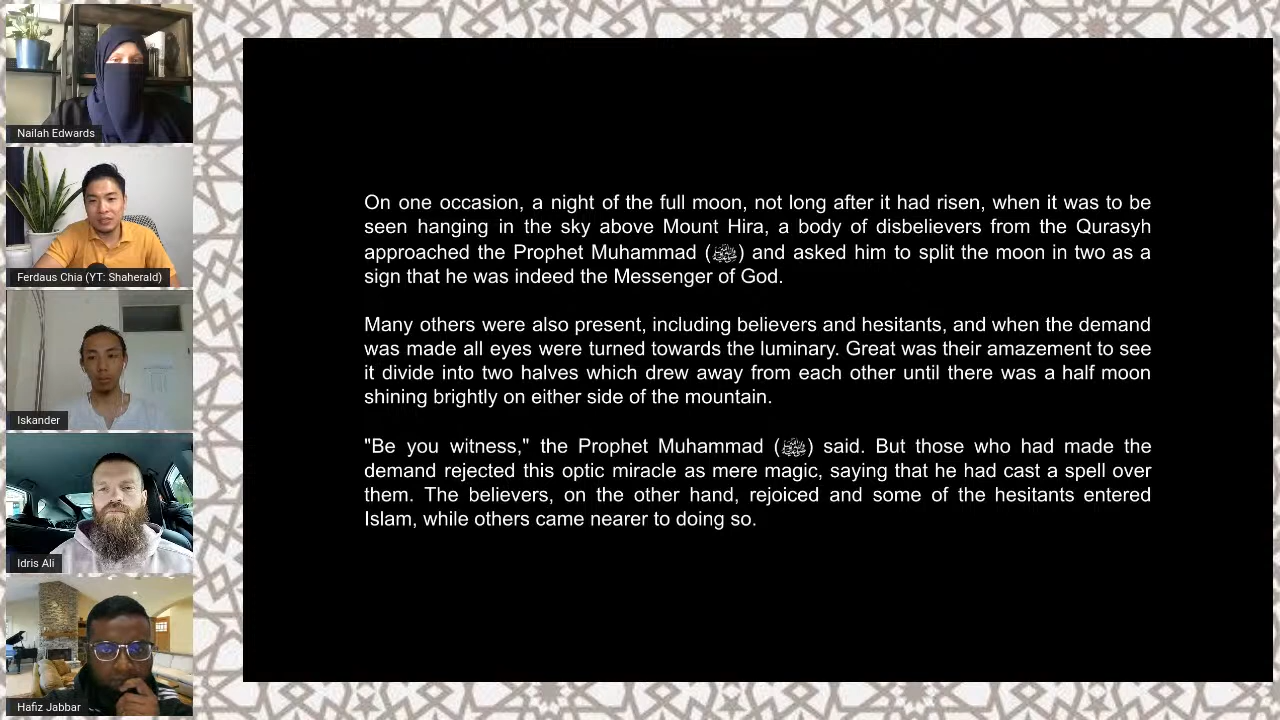 Nailah Edwards
Ferdaus Chia (YT: Shaherald)
Iskander
Idris Ali
Hafiz Jabbar
On one occasion, a night of the full moon, not long after it had risen, when it was to be
seen hanging in the sky above Mount Hira, a body of disbelievers from the Qurasyh
approached the Prophet Muhammad (ﷺ) and asked him to split the moon in two as a
sign that he was indeed the Messenger of God.
Many others were also present, including believers and hesitants, and when the demand
was made all eyes were turned towards the luminary. Great was their amazement to see
it divide into two halves which drew away from each other until there was a half moon
shining brightly on either side of the mountain.
"Be you witness," the Prophet Muhammad (ﷺ) said. But those who had made the
demand rejected this optic miracle as mere magic, saying that he had cast a spell over
them. The believers, on the other hand, rejoiced and some of the hesitants entered
Islam, while others came nearer to doing so.